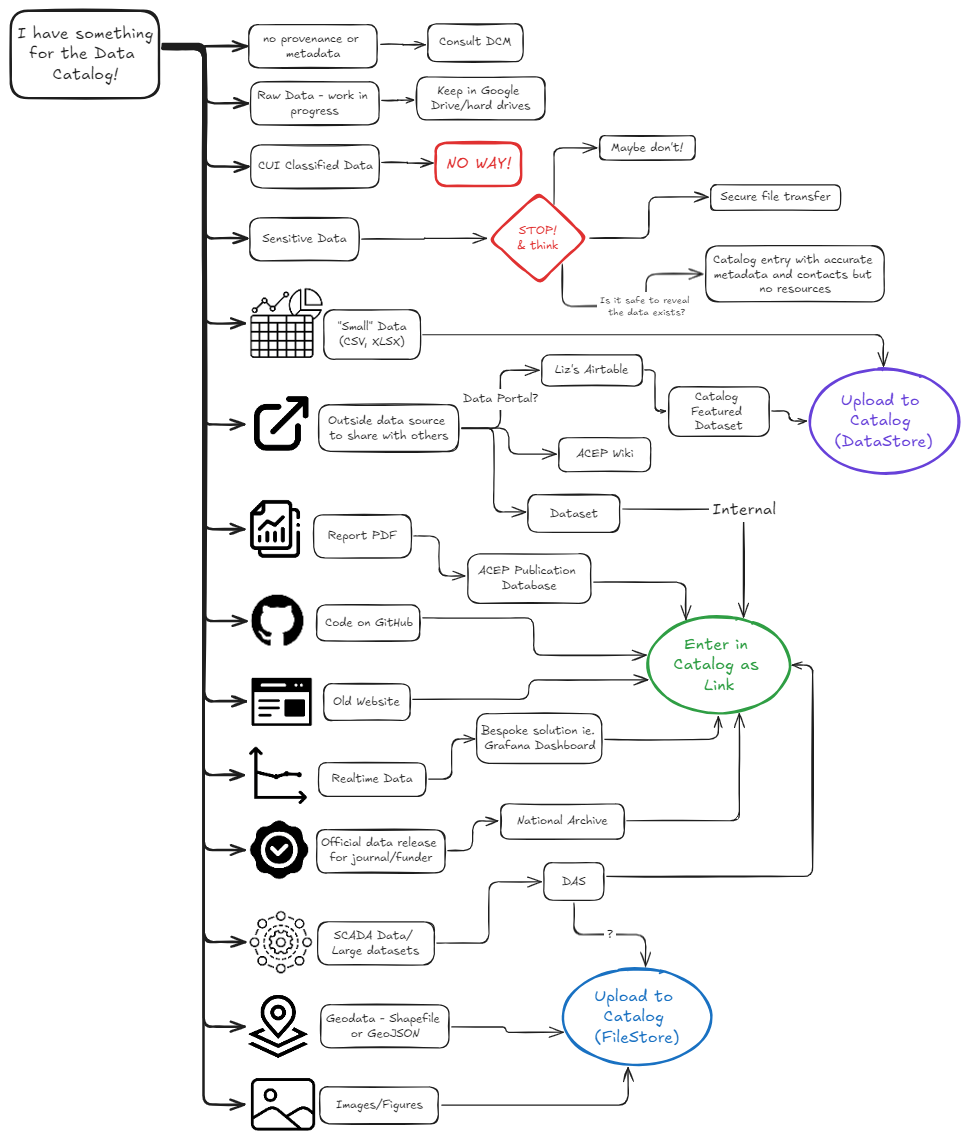 I have something
for the Data
Catalog!
no provenance or
metadata
Consult DCM
Raw Data - work in
progress
Keep in Google
Drive/hard drives
CUI Classified Data
NO WAY!
Maybe don't!
Sensitive Data
STOP!
& think
Secure file transfer
Catalog entry with accurate
metadata and contacts but
no resources
Is it safe to reveal
the data exists?
"Small" Data
(CSV, XLSX)
Outside data source
to share with others
Data Portal?
Liz's Airtable
Catalog
Featured
Dataset
Upload to
Catalog
(DataStore)
ACEP Wiki
Dataset
Internal
Report PDF
ACEP Publication
Database
Code on GitHub
Enter in
Catalog as
Link
Old Website
Realtime Data
Bespoke solution ie.
Grafana Dashboard
Official data release
for journal/funder
National Archive
SCADA Data/
Large datasets
DAS
?
Geodata - Shapefile
or GeoJSON
Upload to
Catalog
(FileStore)
Images/Figures